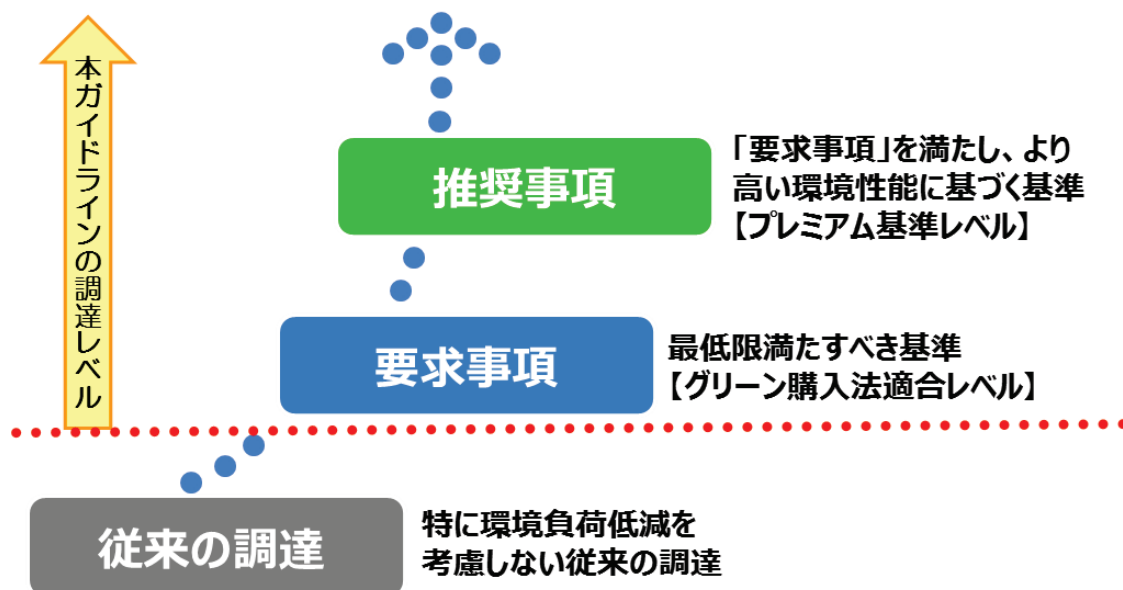 本ガイドラインの調達レベル
推奨事項
「要求事項」を満たし、より
高い環境性能に基づく基準
【プレミアム基準レベル】
要求事項
最低限満たすべき基準
【グリーン購入法適合レベル】
従来の調達
特に環境負荷低減を
考慮しない従来の調達